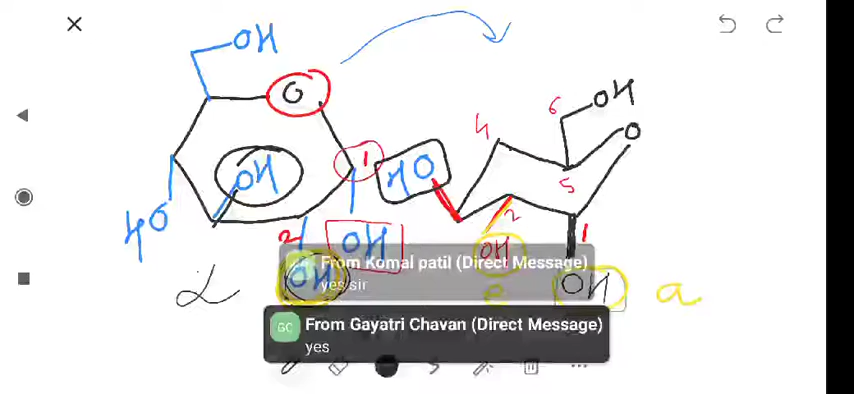 OH
O
OH
1
HO
4
6
OH
O
5
HO
2
OH
2
OH
1
OH
OH
α
e
a
From Komal patil (Direct Message)
yes sir
GC
From Gayatri Chavan (Direct Message)
yes